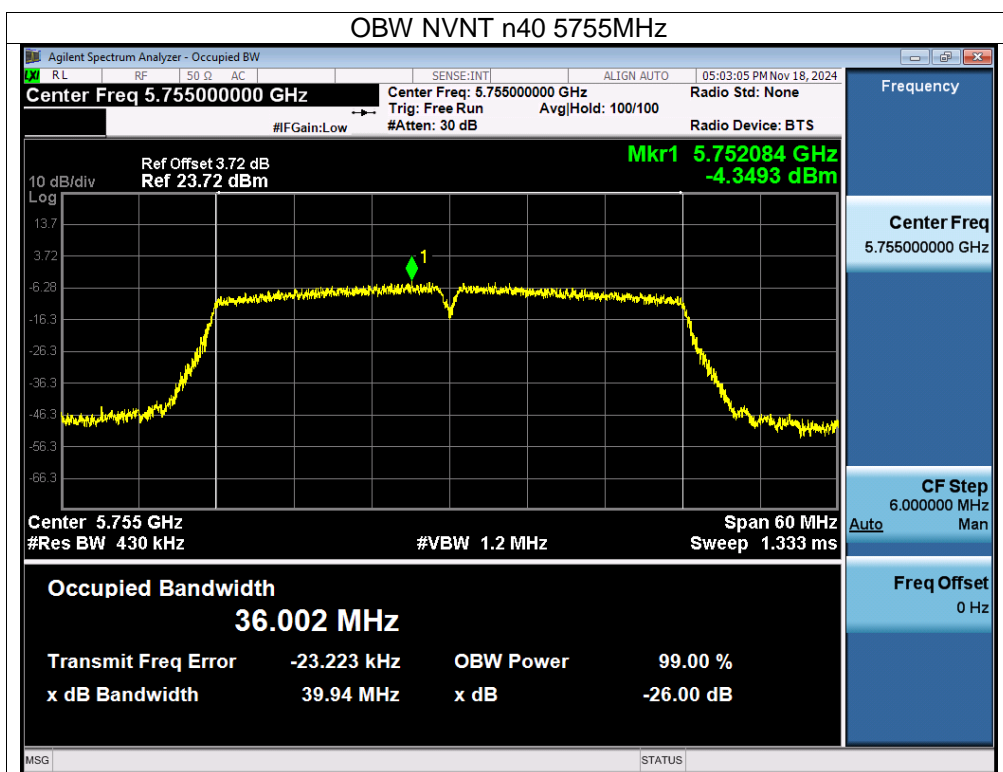 OBW NVNT n40 5755MHz
Agilent Spectrum Analyzer - Occupied BW
LXI RL RF 50 Ω AC SENSE:INT ALIGN AUTO 05:03:05 PM Nov 18, 2024
Center Freq 5.755000000 GHz
Center Freq: 5.755000000 GHz
Radio Std: None
Trig: Free Run Avg|Hold: 100/100
#IFGain:Low #Atten: 30 dB Radio Device: BTS
Mkr1 5.752084 GHz
-4.3493 dBm
Ref Offset 3.72 dB
10 dB/div Ref 23.72 dBm
Log
13.7
3.72
-6.28
-16.3
-26.3
-36.3
-46.3
-56.3
-66.3
1
Center 5.755 GHz Span 60 MHz
#Res BW 430 kHz #VBW 1.2 MHz Sweep 1.333 ms
Occupied Bandwidth
36.002 MHz
Transmit Freq Error -23.223 kHz OBW Power 99.00 %
x dB Bandwidth 39.94 MHz x dB -26.00 dB
MSG STATUS
Frequency
Center Freq
5.755000000 GHz
CF Step
6.000000 MHz
Auto Man
Freq Offset
0 Hz